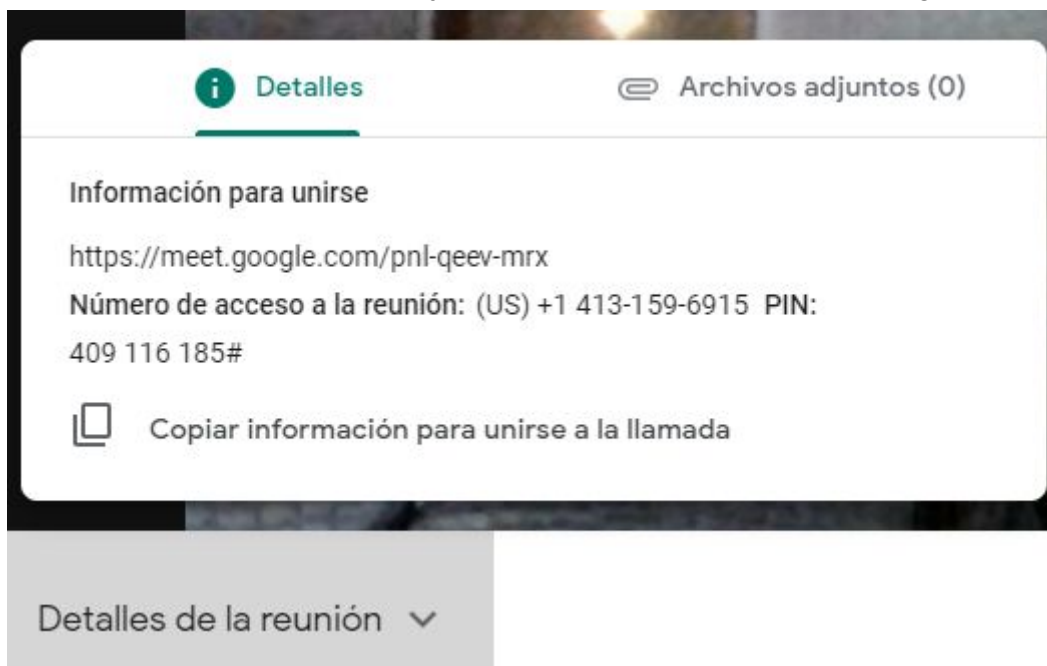 Detalles
Archivos adjuntos (0)
Información para unirse
https://meet.google.com/pnl-qeev-mrx
Número de acceso a la reunión: (US) +1 413-159-6915 PIN:
409 116 185#
Copiar información para unirse a la llamada
Detalles de la reunión